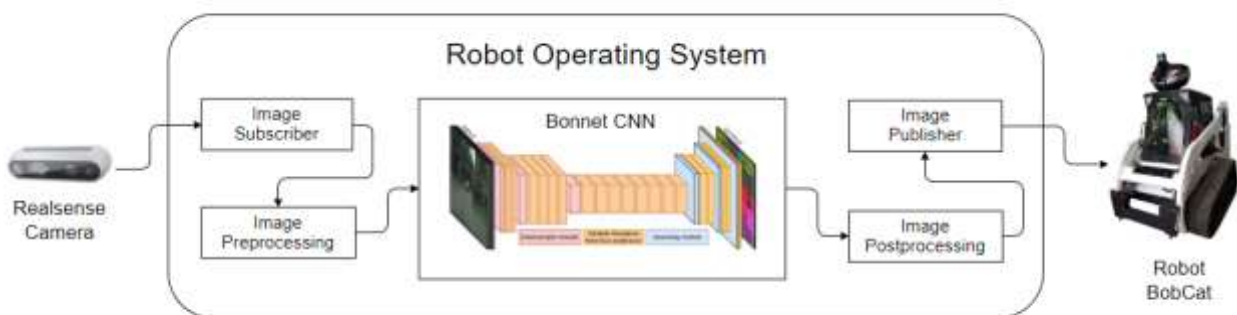 Robot Operating System
Image
Subscriber
Image
Preprocessing
Bonnet CNN
Image
Publisher
Image
Postprocessing
Realsense
Camera
Robot
BobCat